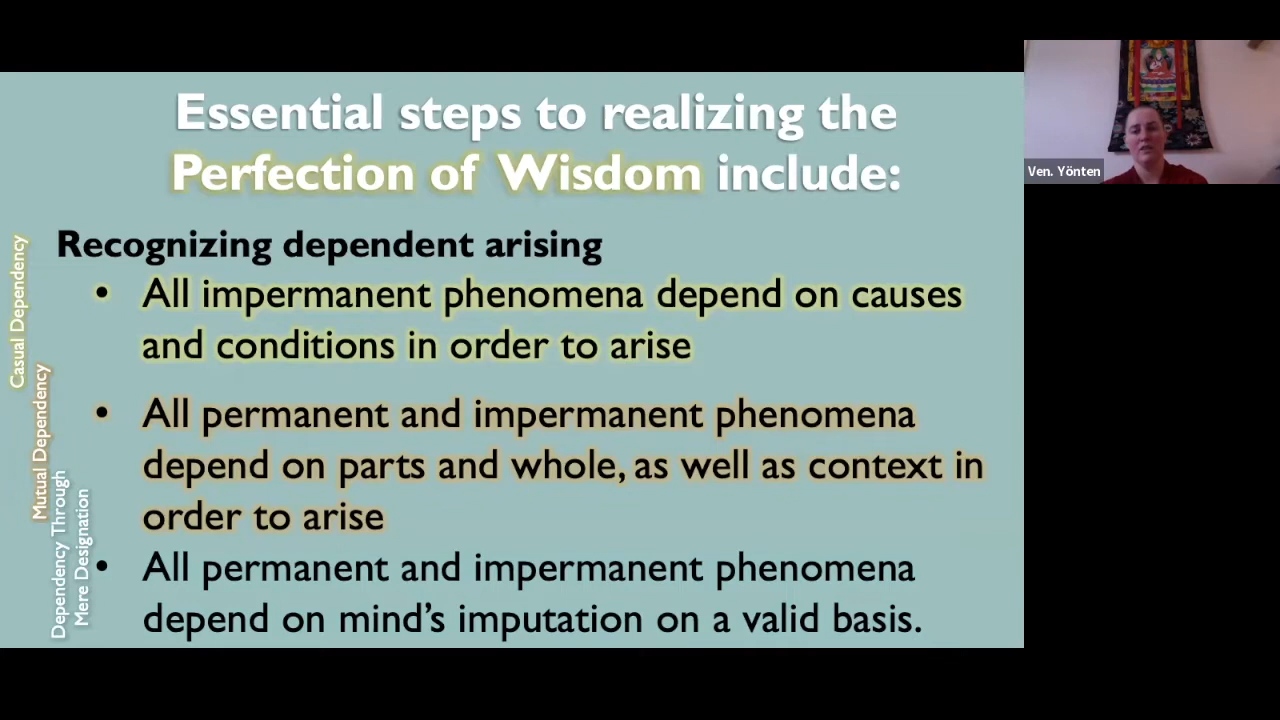 Essential steps to realizing the
Perfection of Wisdom include:
Recognizing dependent arising
• All impermanent phenomena depend on causes
and conditions in order to arise
• All permanent and impermanent phenomena
depend on parts and whole, as well as context in
order to arise
• All permanent and impermanent phenomena
depend on mind's imputation on a valid basis.
Casual Dependency
Mutual Dependency
Dependency Through
Mere Designation
Ven. Yönten